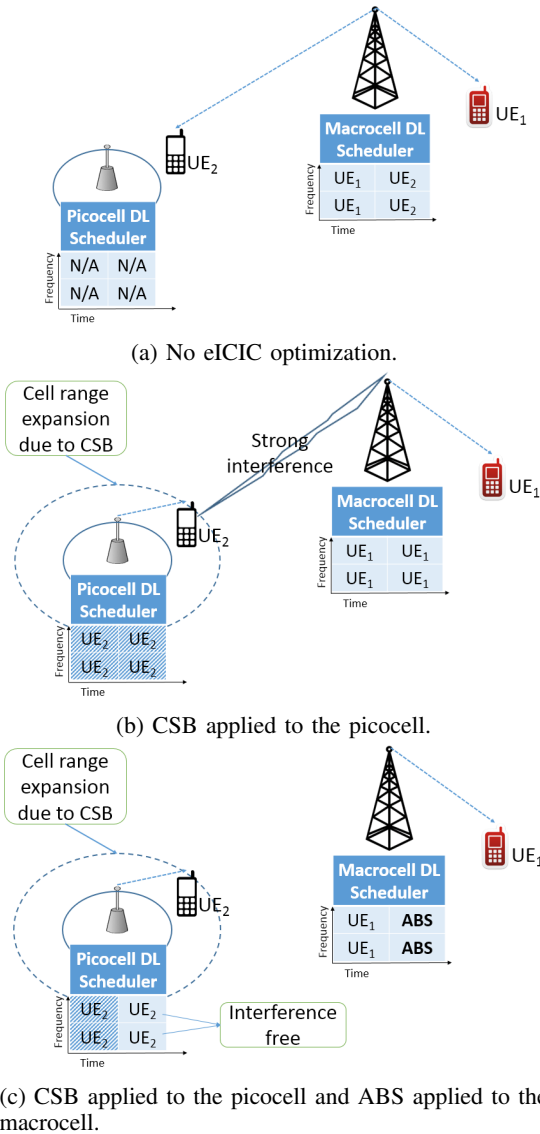 UE1
UE2
Macrocell DL
Scheduler
UE1 UE2
UE1 UE2
Frequency
Time
Picocell DL
Scheduler
N/A N/A
N/A N/A
Frequency
Time
(a) No eICIC optimization.
Cell range
expansion
due to CSB
Strong
interference
UE1
UE2
Macrocell DL
Scheduler
UE1 UE1
UE1 UE1
Frequency
Time
Picocell DL
Scheduler
UE2 UE2
UE2 UE2
Frequency
Time
(b) CSB applied to the picocell.
Cell range
expansion
due to CSB
UE1
UE2
Macrocell DL
Scheduler
UE1 ABS
UE1 ABS
Frequency
Time
Picocell DL
Scheduler
UE2 UE2
UE2 UE2
Frequency
Time
Interference
free
(c) CSB applied to the picocell and ABS applied to the
macrocell.